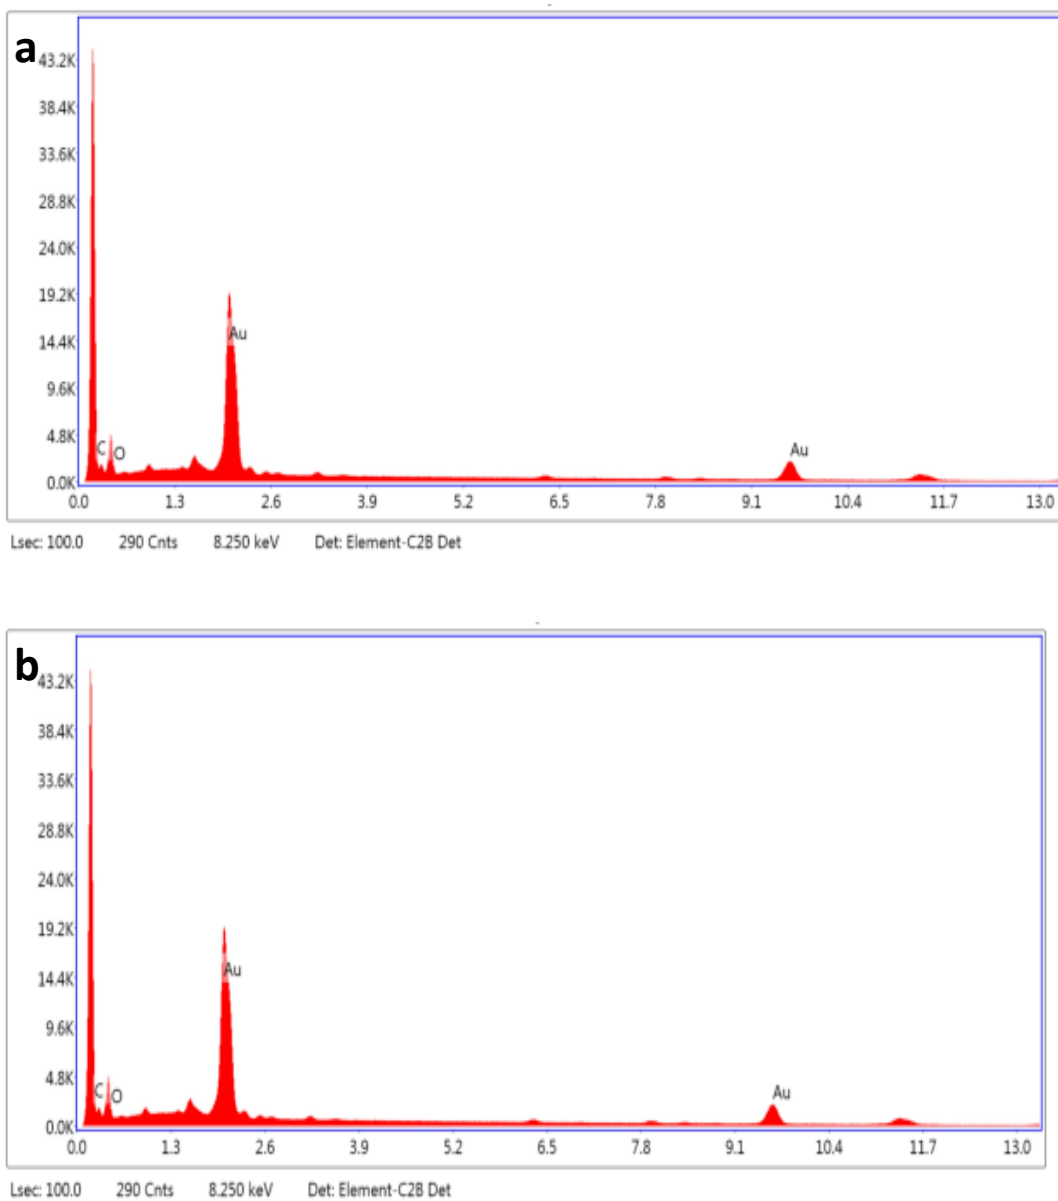 a
43.2K
38.4K
33.6K
28.8K
24.0K
19.2K
Au
14.4K
9.6K
4.8K
C O Au
0.0K
0.0 1.3 2.6 3.9 5.2 6.5 7.8 9.1 10.4 11.7 13.0
Lsec: 100.0 290 Cnts 8.250 keV Det: Element-C2B Det
b
43.2K
38.4K
33.6K
28.8K
24.0K
19.2K
Au
14.4K
9.6K
4.8K
C O Au
0.0K
0.0 1.3 2.6 3.9 5.2 6.5 7.8 9.1 10.4 11.7 13.0
Lsec: 100.0 290 Cnts 8.250 keV Det: Element-C2B Det